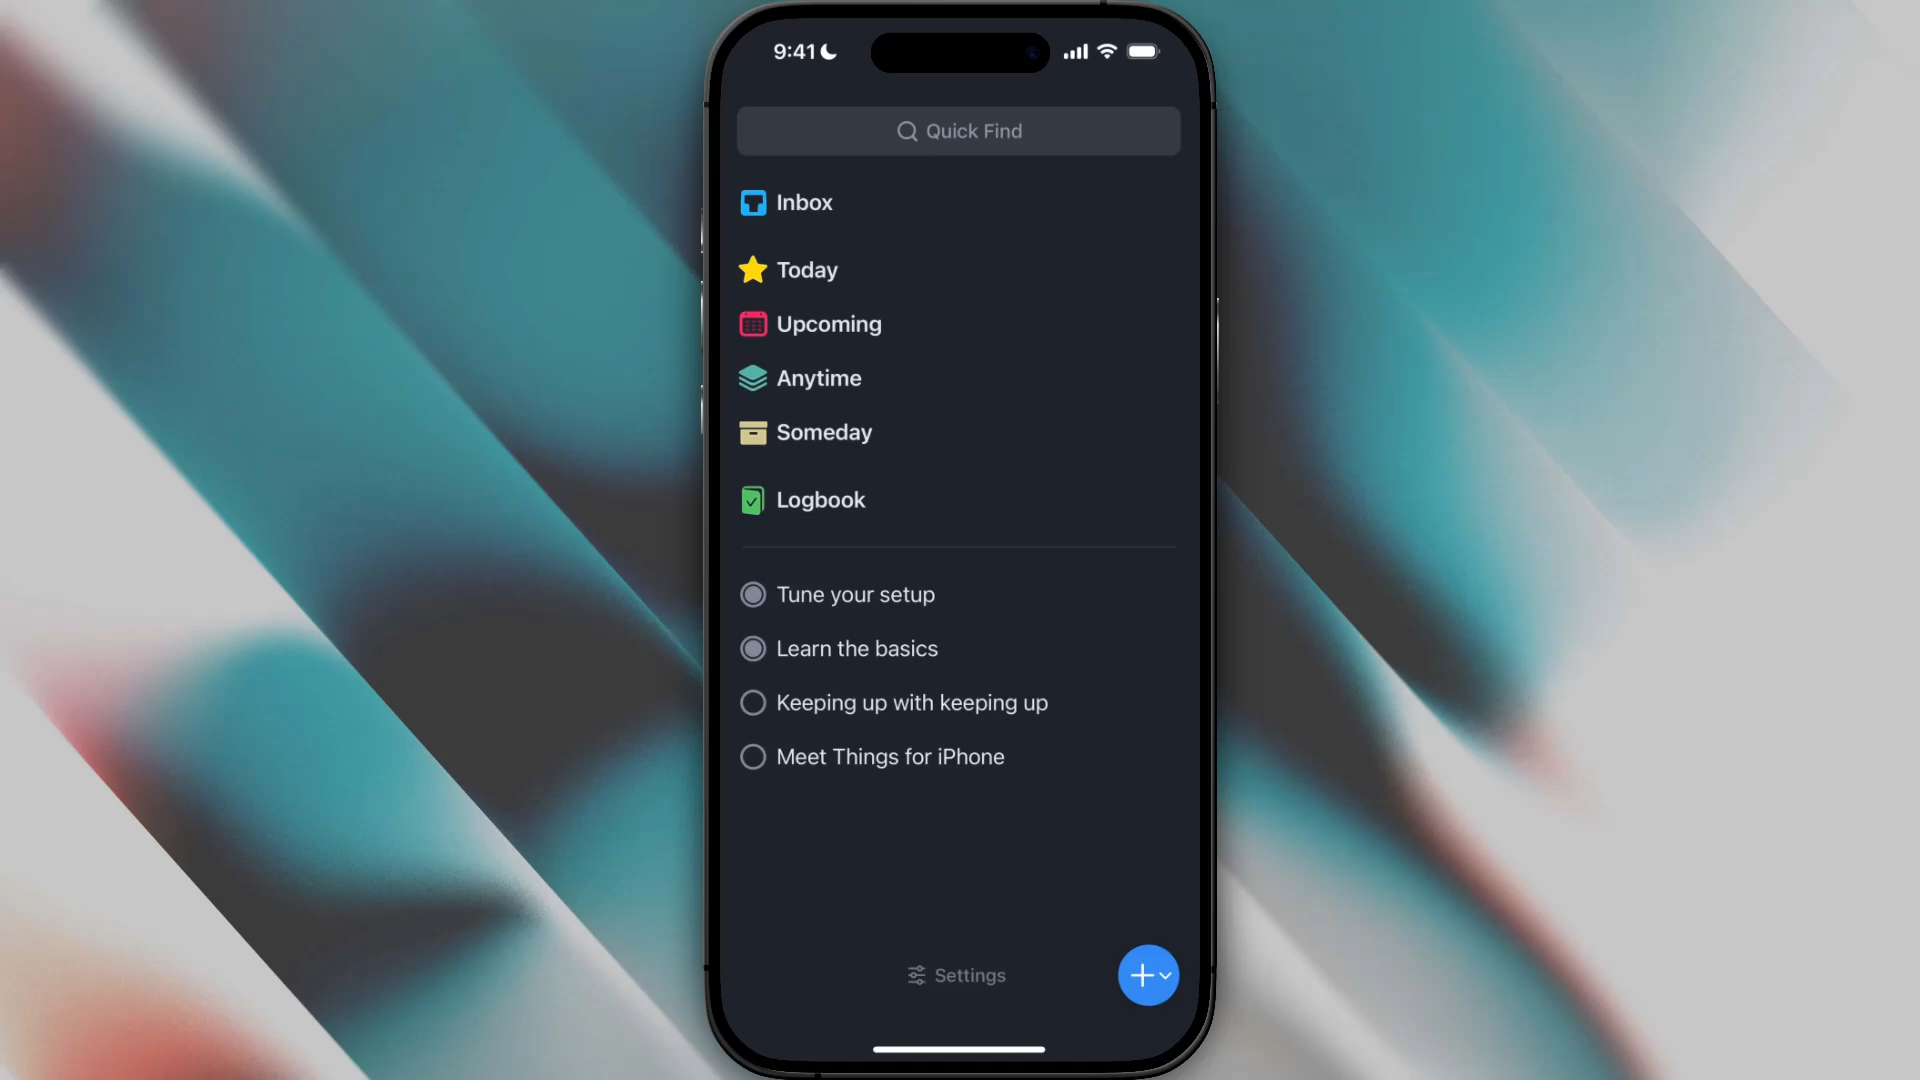 9:41
Quick Find
Inbox
Today
Upcoming
Anytime
Someday
Logbook
Tune your setup
Learn the basics
Keeping up with keeping up
Meet Things for iPhone
Settings